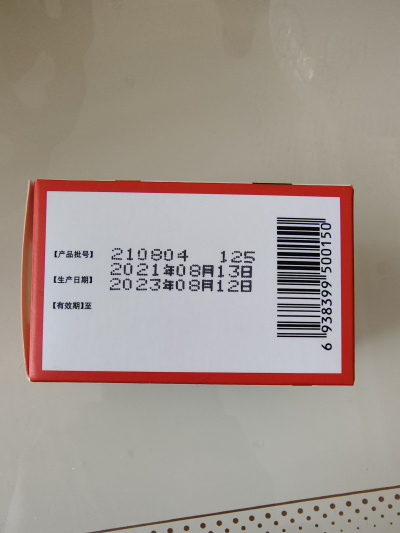 【产品批号】 210804 125
【生产日期】 2021年08月13日
【有效期】至 2023年08月12日
6 938399 500150